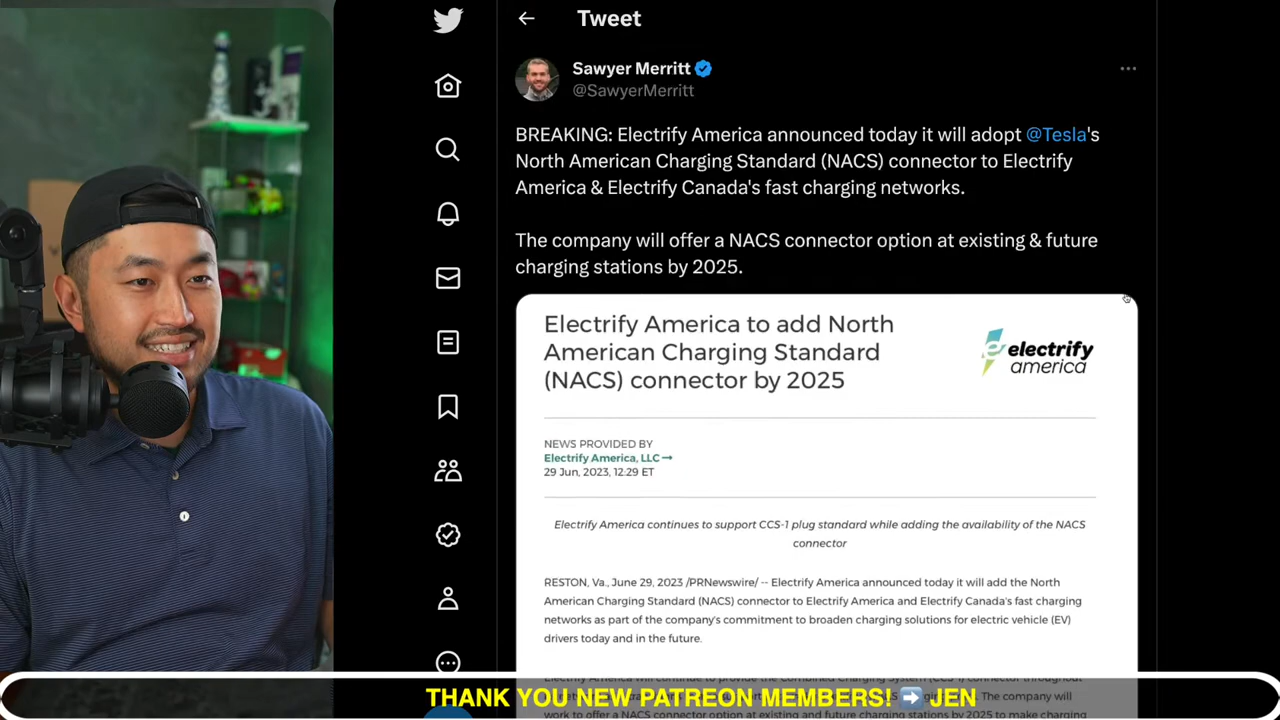 Tweet
Sawyer Merritt
@SawyerMerritt
BREAKING: Electrify America announced today it will adopt @Tesla's
North American Charging Standard (NACS) connector to Electrify
America & Electrify Canada's fast charging networks.
The company will offer a NACS connector option at existing & future
charging stations by 2025.
Electrify America to add North
American Charging Standard
(NACS) connector by 2025
electrify
america
NEWS PROVIDED BY
Electrify America, LLC →
29 Jun, 2023, 12:29 ET
Electrify America continues to support CCS-1 plug standard while adding the availability of the NACS
connector
RESTON, Va., June 29, 2023 /PRNewswire/ -- Electrify America announced today it will add the North
American Charging Standard (NACS) connector to Electrify America and Electrify Canada's fast charging
networks as part of the company's commitment to broaden charging solutions for electric vehicle (EV)
drivers today and in the future.
The company will
THANK YOU NEW PATREON MEMBERS! ➡️ JEN